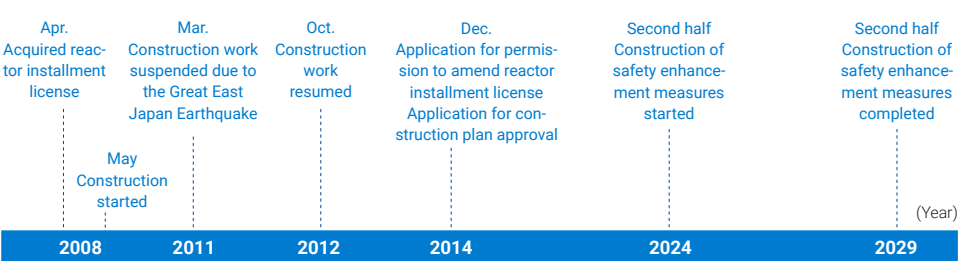 Apr.
Acquired reac-
tor installment
license
May
Construction
started
Mar.
Construction work
suspended due to
the Great East
Japan Earthquake
Oct.
Construction
work
resumed
Dec.
Application for permis-
sion to amend reactor
installment license
Application for con-
struction plan approval
Second half
Construction of
safety enhance-
ment measures
started
Second half
Construction of
safety enhance-
ment measures
completed
(Year)
2008
2011
2012
2014
2024
2029